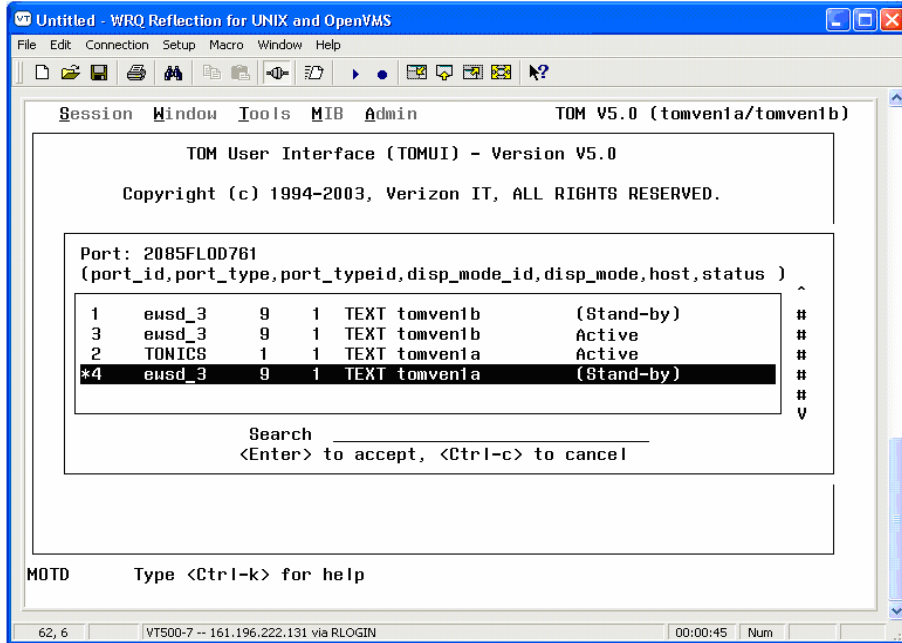 Untitled - WRQ Reflection for UNIX and OpenVMS
File Edit Connection Setup Macro Window Help
Session Window Tools MIB Admin TOM V5.0 (tomven1a/tomven1b)
TOM User Interface (TOMUI) - Version V5.0
Copyright (c) 1994-2003, Verizon IT, ALL RIGHTS RESERVED.
Port: 2085FLOD761
(port_id,port_type,port_typeid,disp_mode_id,disp_mode,host,status )
^
1 ewsd_3 9 1 TEXT tomven1b (Stand-by) #
3 ewsd_3 9 1 TEXT tomven1b Active #
2 TONICS 1 1 TEXT tomven1a Active #
*4 ewsd_3 9 1 TEXT tomven1a (Stand-by) #
#
V
Search ____________________
<Enter> to accept, <Ctrl-c> to cancel
MOTD Type <Ctrl-k> for help
62, 6 VT500-7 -- 161.196.222.131 via RLOGIN 00:00:45 Num